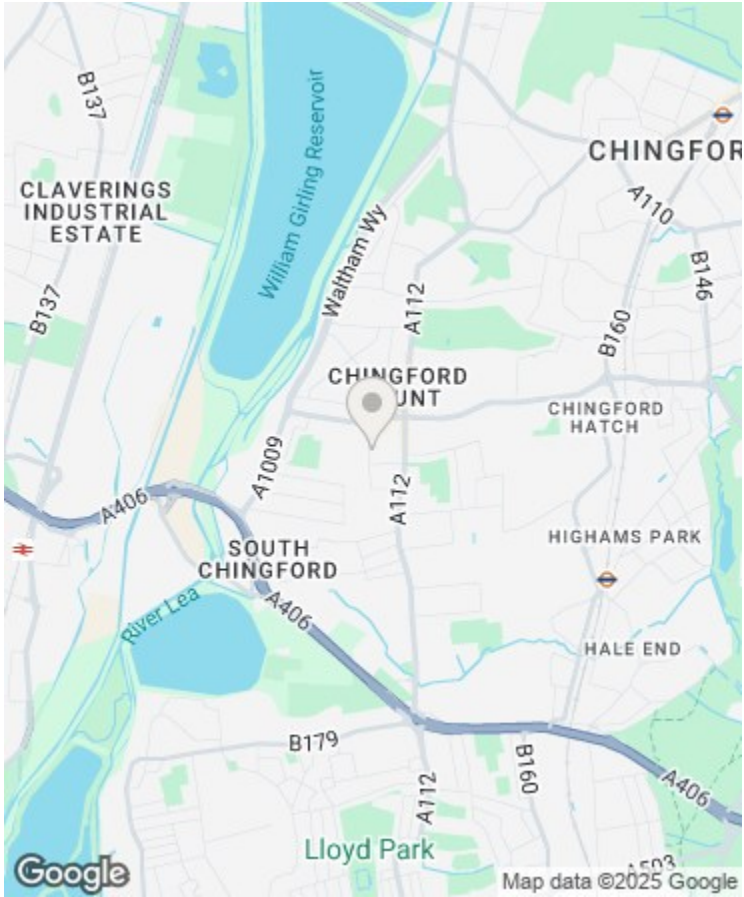 B137
William Girling Reservoir
CHINGFOR
CLAVERINGS
INDUSTRIAL
ESTATE
A110
Waltham Wy
B146
B137
A112
B160
CHINGFORD
UNT
CHINGFORD
HATCH
A1009
A406
A112
HIGHAMS PARK
SOUTH
CHINGFORD
River Lea
A406
HALE END
B179
B160
A112
A406
Lloyd Park
A503
Google
Map data ©2025 Google